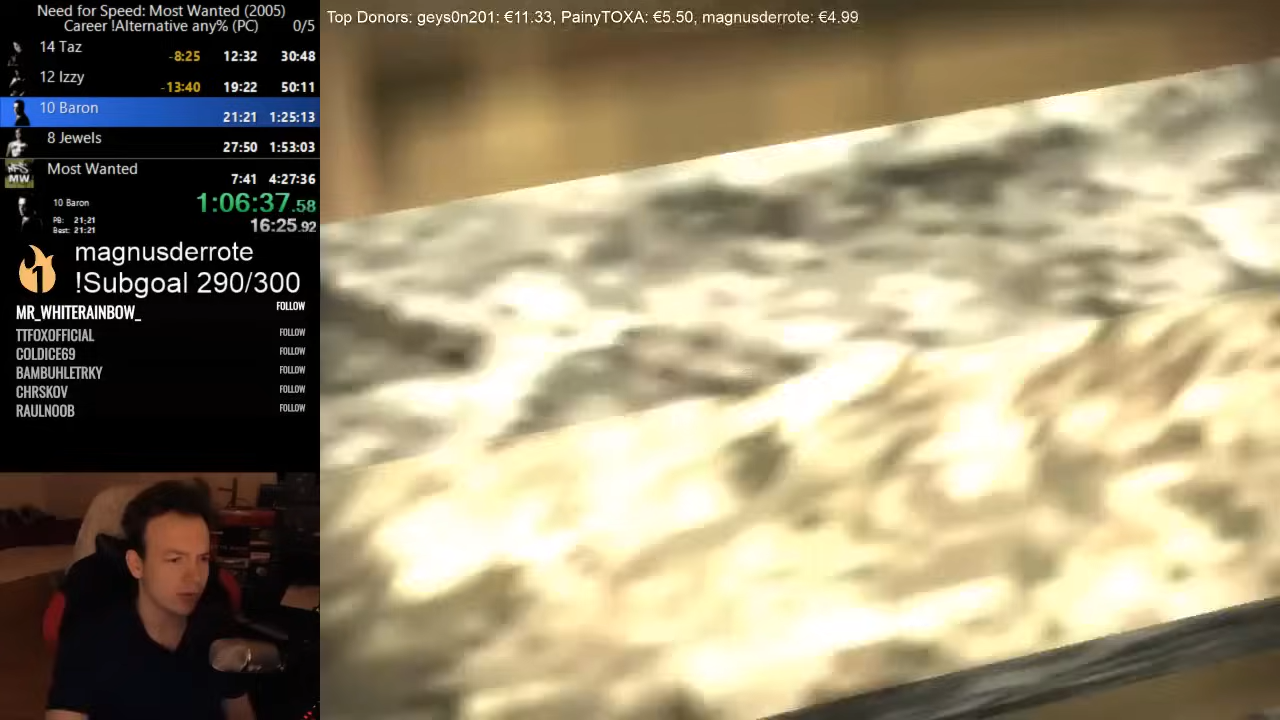 Need for Speed: Most Wanted (2005)
Career !Alternative any% (PC) 0/5
Top Donors: geys0n201: €11.33, PainyTOXA: €5.50, magnusderrote: €4.99
14 Taz -8:25 12:32 30:48
12 Izzy -13:40 19:22 50:11
10 Baron 21:21 1:25:13
8 Jewels 27:50 1:53:03
MW
Most Wanted 7:41 4:27:36
10 Baron 1:06:37.58
PB: 21:21
Best: 21:21 16:25.92
1
magnusderrote
!Subgoal 290/300
MR_WHITERAINBOW_ FOLLOW
TTFOXOFFICIAL FOLLOW
COLDICE69 FOLLOW
BAMBUHLETRKY FOLLOW
CHRSKOV FOLLOW
RAULNOOB FOLLOW